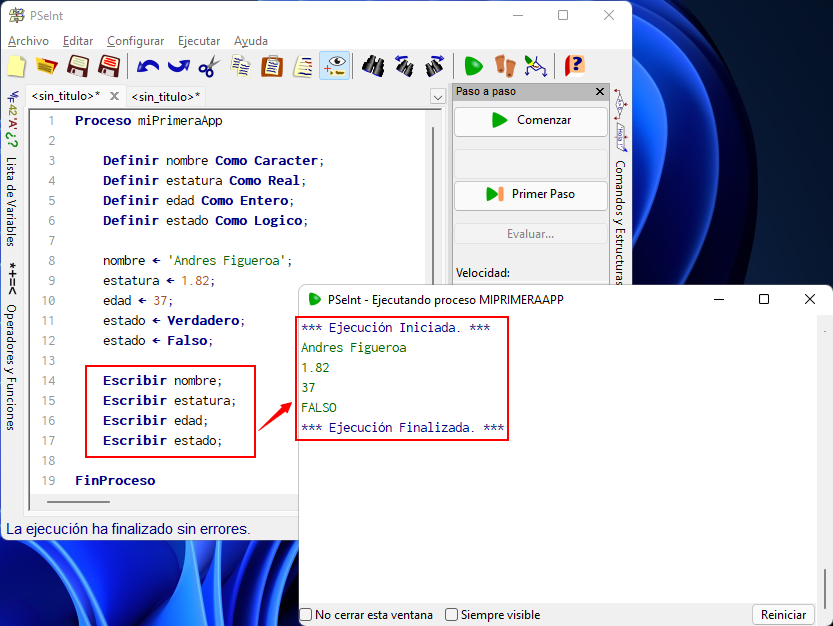 PSeInt
Archivo Editar Configurar Ejecutar Ayuda
<sin_titulo>* <sin_titulo>*
42 'A' ¿?
Lista de Variables
*+=<
Operadores y Funciones
1 Proceso miPrimeraApp
2
3 Definir nombre Como Caracter;
4 Definir estatura Como Real;
5 Definir edad Como Entero;
6 Definir estado Como Logico;
7
8 nombre ← 'Andres Figueroa';
9 estatura ← 1.82;
10 edad ← 37;
11 estado ← Verdadero;
12 estado ← Falso;
13
14 Escribir nombre;
15 Escribir estatura;
16 Escribir edad;
17 Escribir estado;
18
19 FinProceso
La ejecución ha finalizado sin errores.
Paso a paso
Comenzar
Primer Paso
Evaluar...
Velocidad:
Comandos y Estructuras
PSeInt - Ejecutando proceso MIPRIMERAAPP
*** Ejecución Iniciada. ***
Andres Figueroa
1.82
37
FALSO
*** Ejecución Finalizada. ***
No cerrar esta ventana Siempre visible Reiniciar